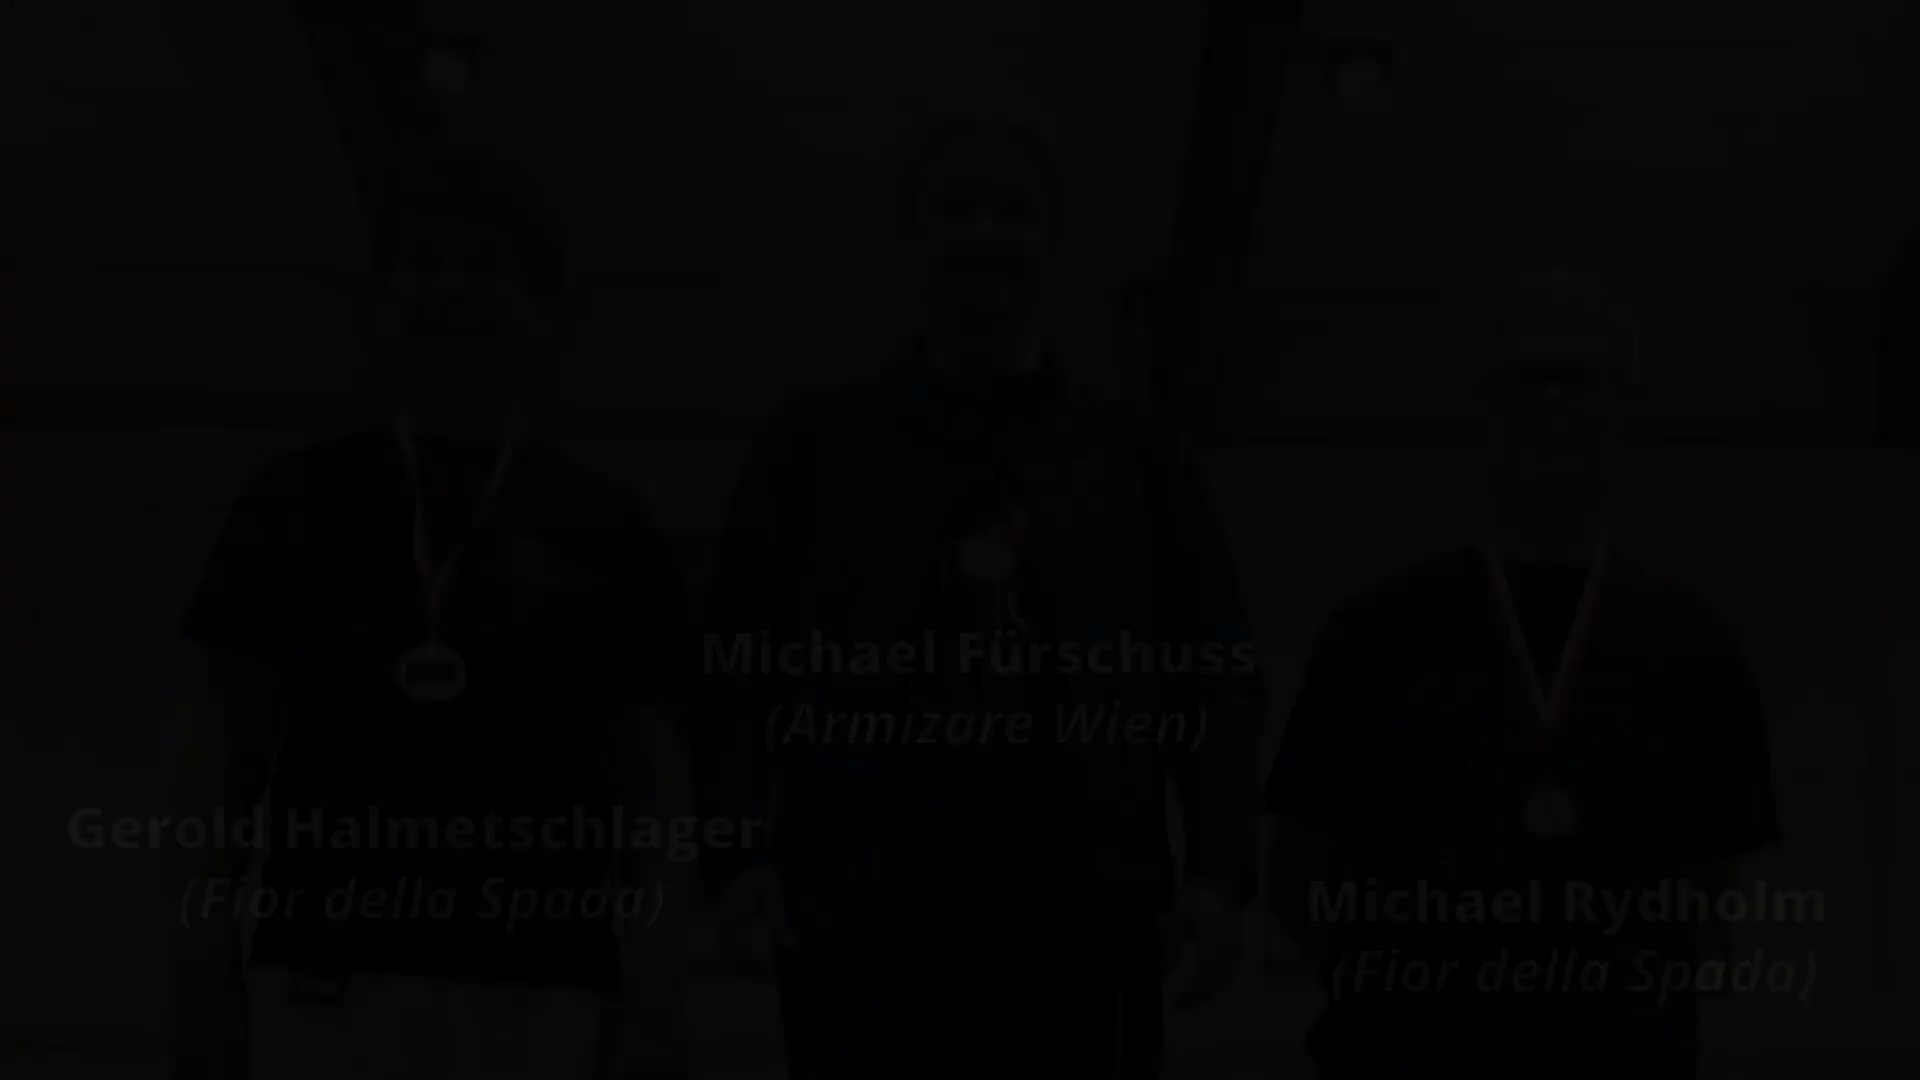 Michael Fürschuss
(Armizare Wien)
Gerold Halmetschlager
(Fior della Spada)
Michael Rydholm
(Fior della Spada)